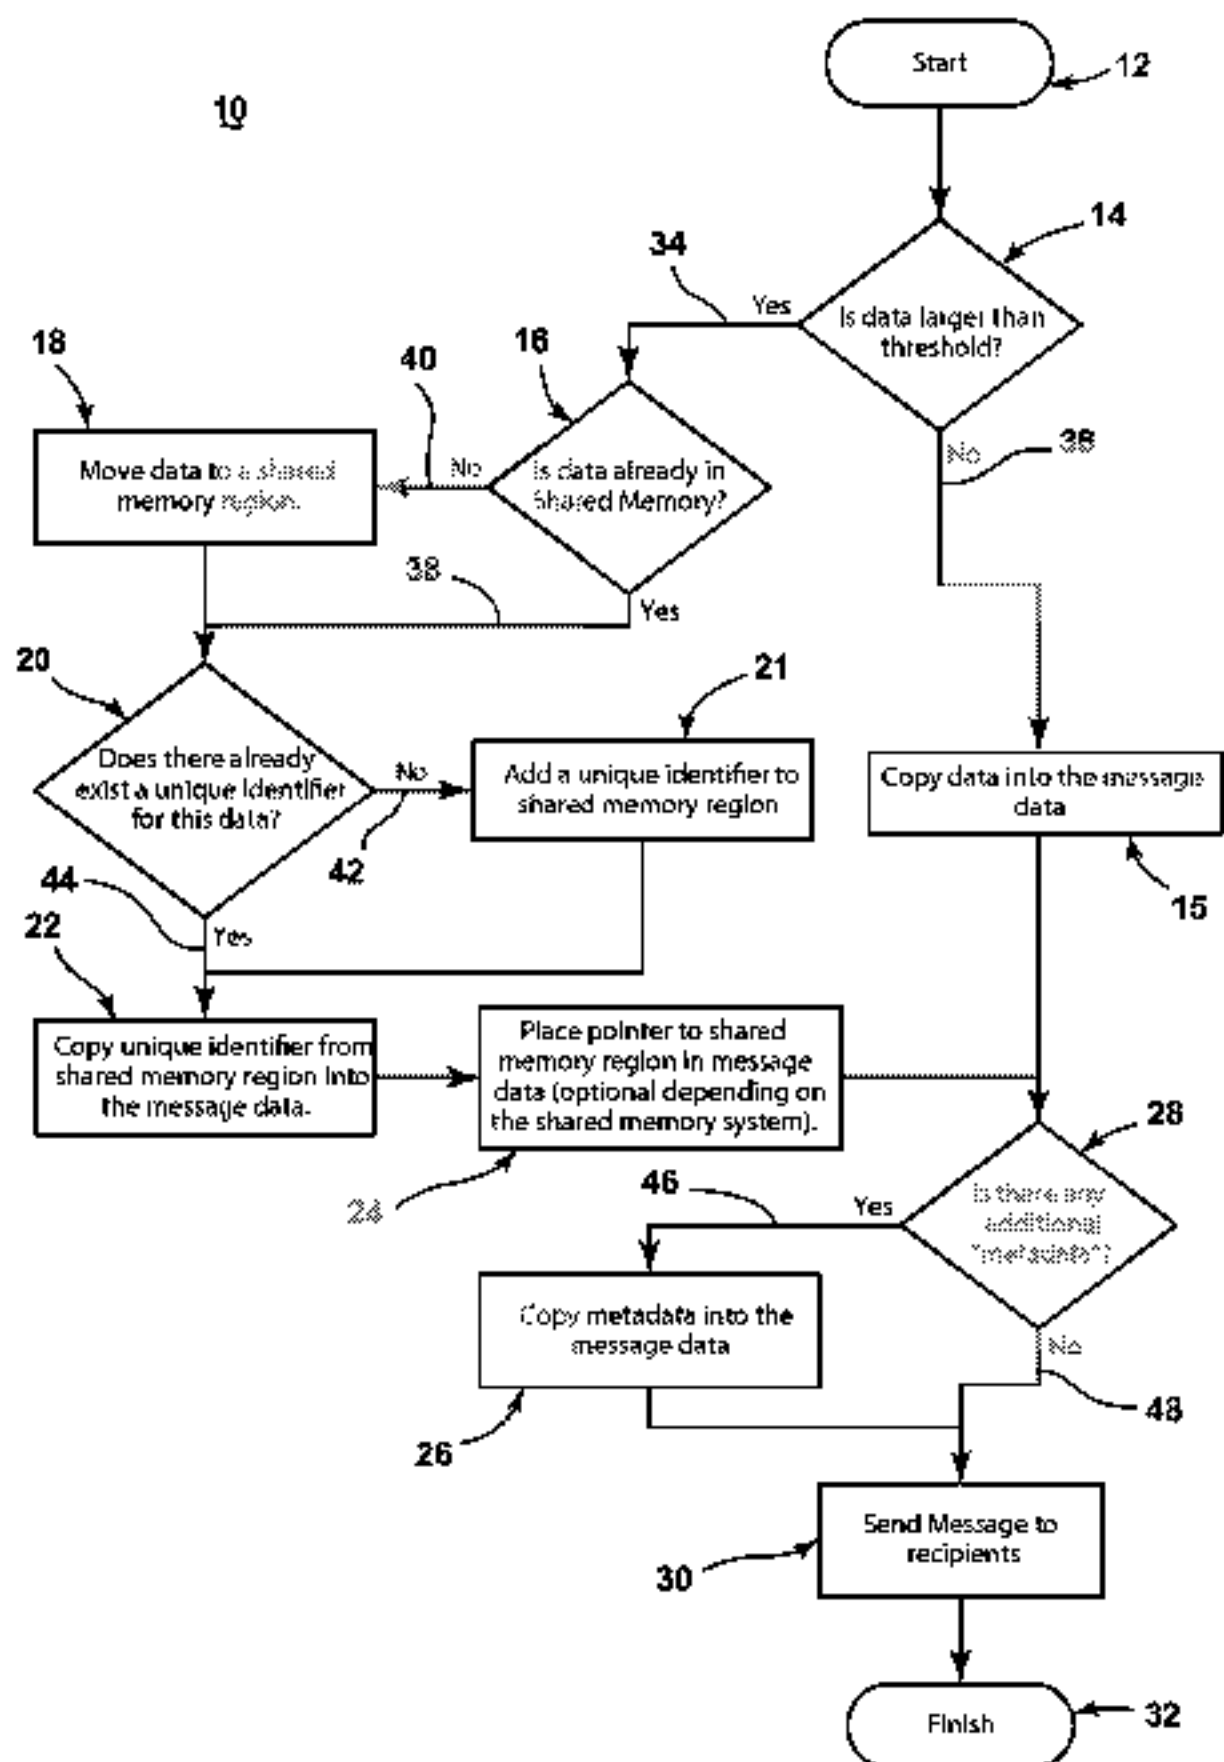 10
Start
12
14
34
Yes
Is data larger than
threshold?
18
40
16
No
38
Move data to a shared
memory region.
No
Is data already in
Shared Memory?
38
Yes
20
21
Does there already
exist a unique identifier
for this data?
No
42
Add a unique identifier to
shared memory region
Copy data into the message
data
15
44
22
Yes
Copy unique identifier from
shared memory region into
the message data.
Place pointer to shared
memory region in message
data (optional depending on
the shared memory system).
24
28
46
Yes
Is there any
additional
Copy metadata into the
message data
26
No
48
Send Message to
recipients
30
Finish
32